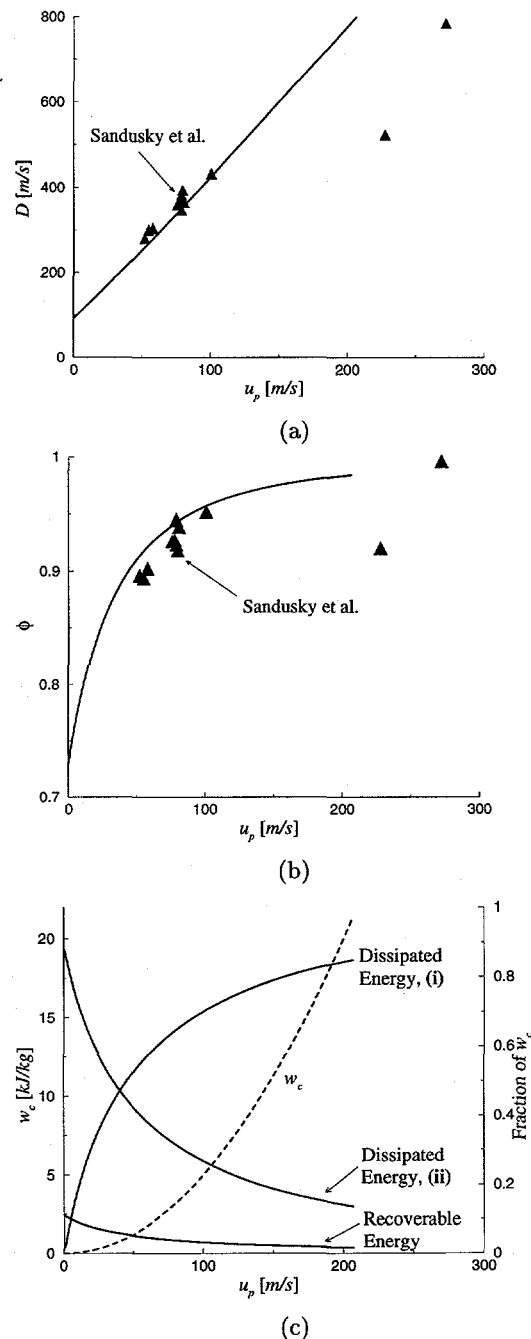 800
600
400
200
0
D [m/s]
Sandusky et al.
0
100
200
300
u_p [m/s]
(a)
1
0.9
0.8
0.7
ϕ
Sandusky et al.
0
100
200
300
u_p [m/s]
(b)
20
15
10
5
0
w_c [kJ/kg]
1
0.8
0.6
0.4
0.2
0
Fraction of w_c
Dissipated
Energy, (i)
w_c
Dissipated
Energy, (ii)
Recoverable
Energy
0
100
200
300
u_p [m/s]
(c)